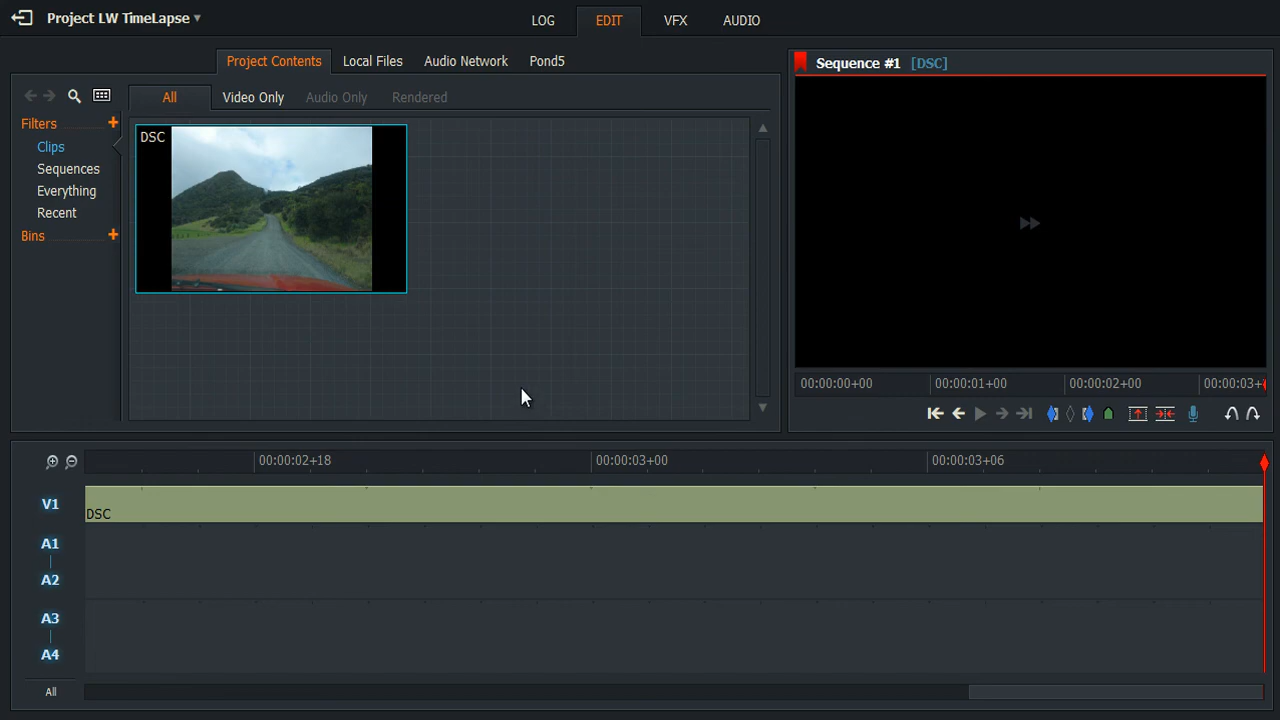 Project LW TimeLapse
LOG EDIT VFX AUDIO
Project Contents Local Files Audio Network Pond5
Sequence #1 [DSC]
All Video Only Audio Only Rendered
Filters +
Clips
Sequences
Everything
Recent
Bins +
DSC
00:00:00+00 00:00:01+00 00:00:02+00 00:00:03+
00:00:02+18 00:00:03+00 00:00:03+06
V1
DSC
A1
A2
A3
A4
All